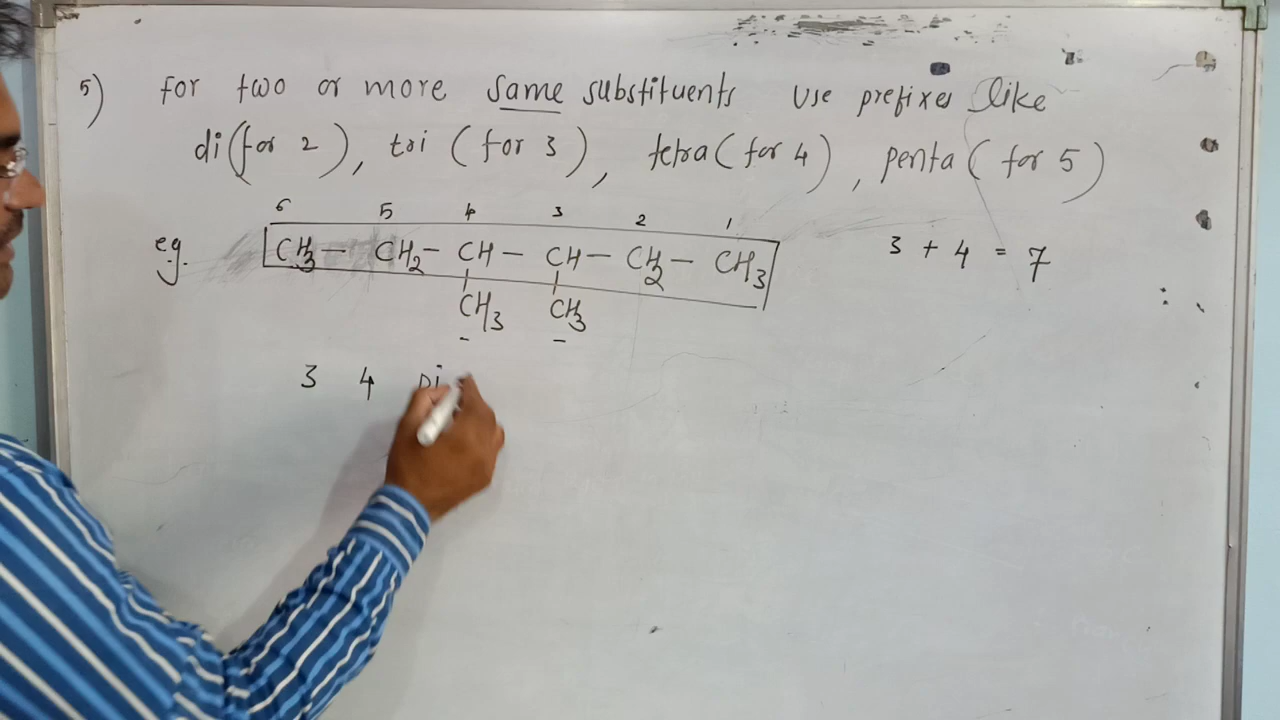 5) for two or more same substituents use prefixes like
di (for 2), tri (for 3), tetra (for 4), penta (for 5)
6 5 4 3 2 1
e.g. CH3 – CH2 – CH – CH – CH2 – CH3 3 + 4 = 7
CH3 CH3
3 4 Di